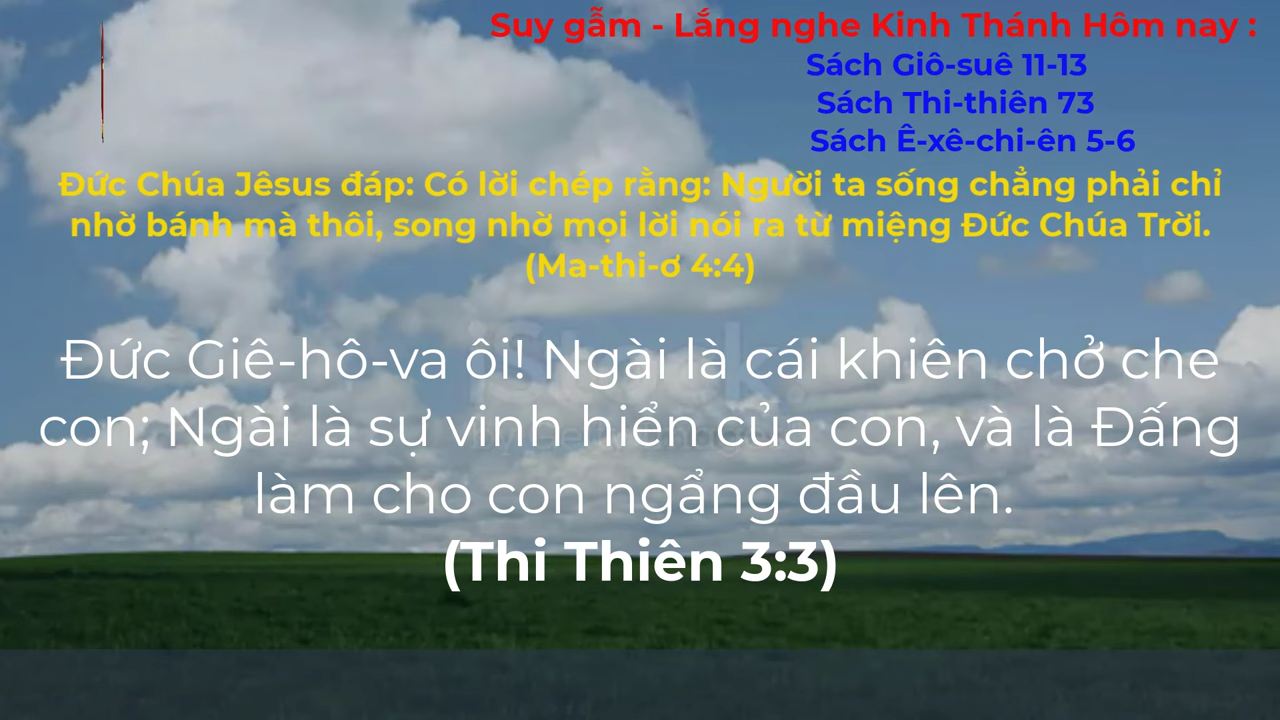 Suy gẫm - Lắng nghe Kinh Thánh Hôm nay :
Sách Giô-suê 11-13
Sách Thi-thiên 73
Sách Ê-xê-chi-ên 5-6
Đức Chúa Jêsus đáp: Có lời chép rằng: Người ta sống chẳng phải chỉ
nhờ bánh mà thôi, song nhờ mọi lời nói ra từ miệng Đức Chúa Trời.
(Ma-thi-ơ 4:4)
iStock
Đức Giê-hô-va ôi! Ngài là cái khiên chở che
con; Ngài là sự vinh hiển của con, và là Đấng
làm cho con ngẩng đầu lên.
(Thi Thiên 3:3)